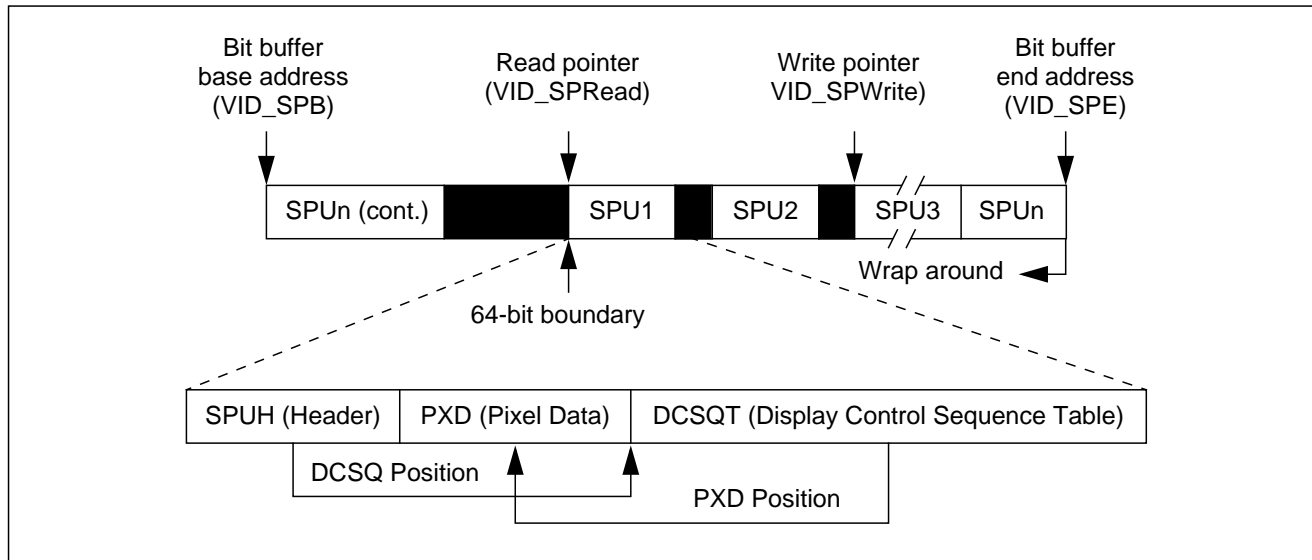 Bit buffer
base address
(VID_SPB)
Read pointer
(VID_SPRead)
Write pointer
VID_SPWrite)
Bit buffer
end address
(VID_SPE)
SPUn (cont.)
SPU1
SPU2
SPU3
SPUn
Wrap around
64-bit boundary
SPUH (Header)
PXD (Pixel Data)
DCSQT (Display Control Sequence Table)
DCSQ Position
PXD Position